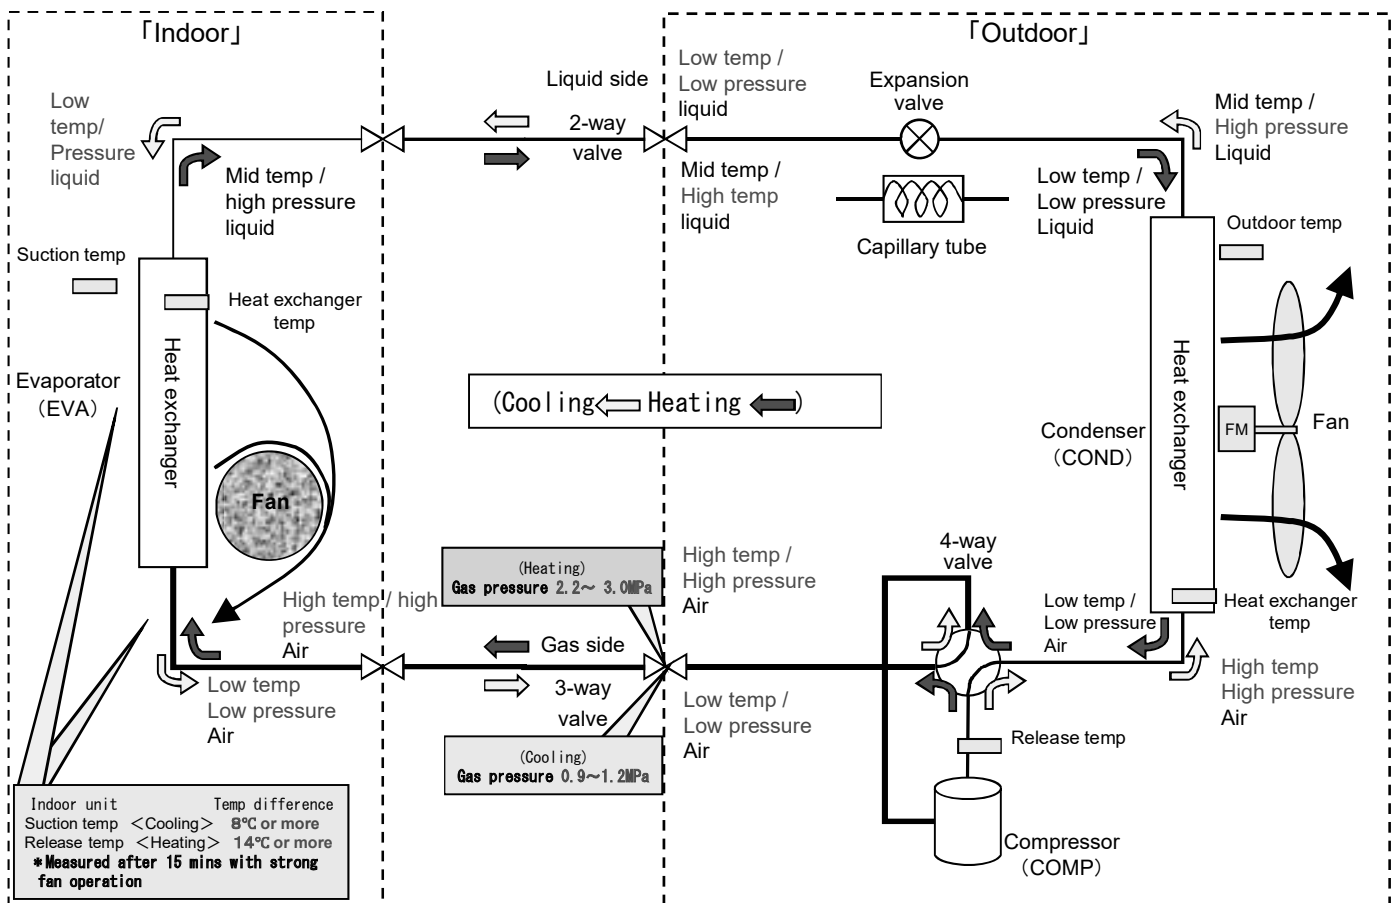 「Indoor」
「Outdoor」
Low
temp/
Pressure
liquid
Mid temp /
high pressure
liquid
Liquid side
2-way
valve
Low temp /
Low pressure
liquid
Mid temp /
High temp
liquid
Expansion
valve
Capillary tube
Mid temp /
High pressure
Liquid
Low temp /
Low pressure
Liquid
Suction temp
Heat exchanger
temp
Heat exchanger
Evaporator
（EVA）
Fan
(Cooling Heating )
Outdoor temp
Heat exchanger
Condenser
（COND）
FM
Fan
Heat exchanger
temp
(Heating)
Gas pressure 2.2～ 3.0MPa
High temp /
High pressure
Air
4-way
valve
Low temp /
Low pressure
Air
High temp / high
pressure
Air
Gas side
3-way
valve
Low temp
Low pressure
Air
Low temp /
Low pressure
Air
High temp
High pressure
Air
(Cooling)
Gas pressure 0.9～1.2MPa
Release temp
Compressor
（COMP）
Indoor unit Temp difference
Suction temp ＜Cooling＞ 8℃ or more
Release temp ＜Heating＞ 14℃ or more
＊Measured after 15 mins with strong
fan operation